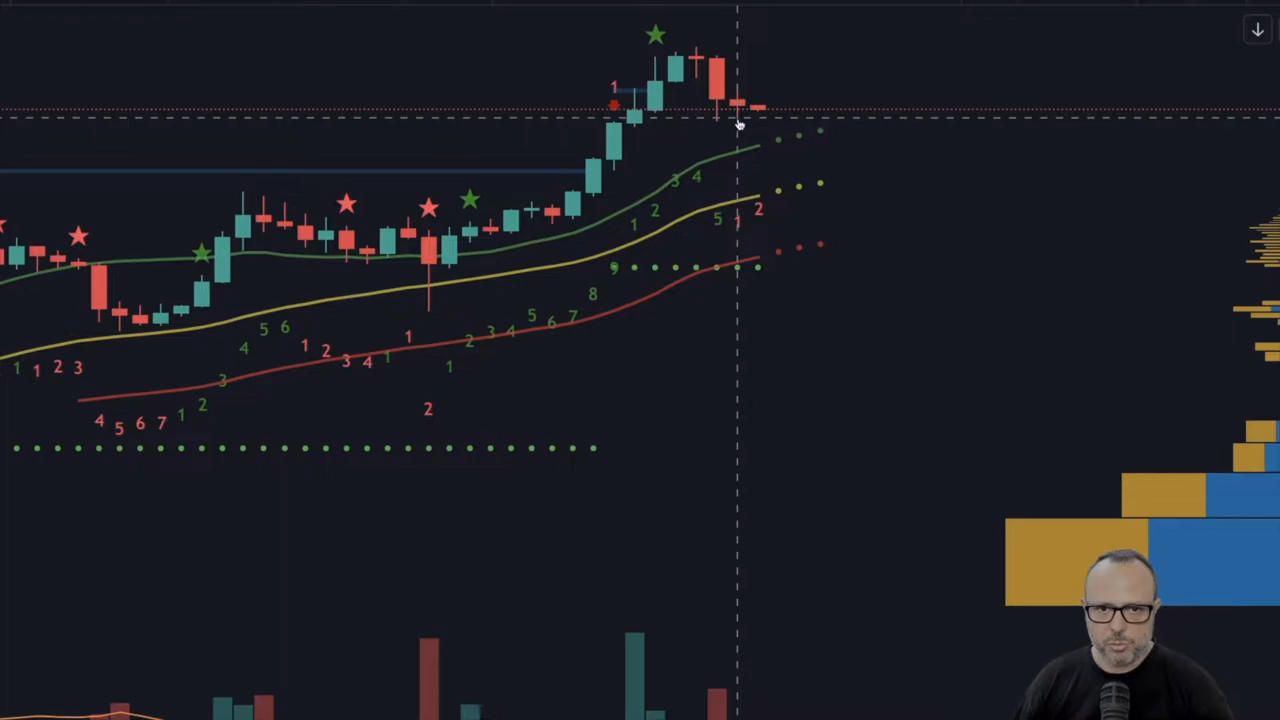 1
1 1 2 3
4 5 6 7
1 2 3 4 5 6
1 2 3 4
1
1 2
1 2 3 4 5 6 7 8 9
1 2 3 4 5
1 2